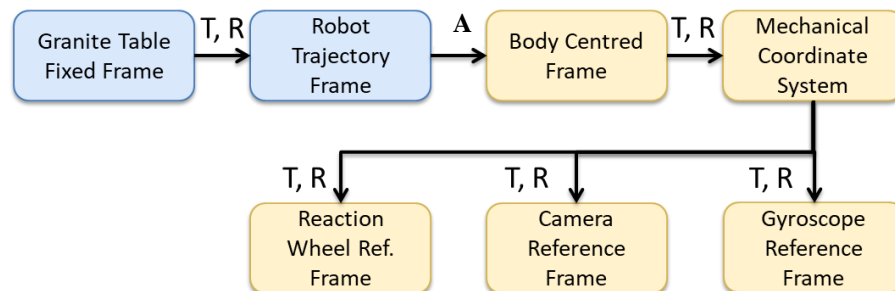 Granite Table
Fixed Frame
T, R
Robot
Trajectory
Frame
A
Body Centred
Frame
T, R
Mechanical
Coordinate
System
T, R
Reaction
Wheel Ref.
Frame
T, R
Camera
Reference
Frame
T, R
Gyroscope
Reference
Frame